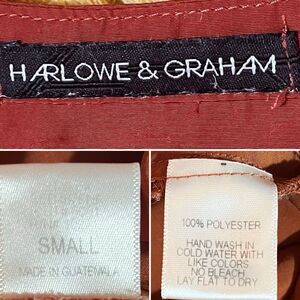 HARLOWE & GRAHAM
SMALL
MADE IN GUATEMALA
100% POLYESTER
HAND WASH IN
COLD WATER WITH
LIKE COLORS
NO BLEACH
LAY FLAT TO DRY